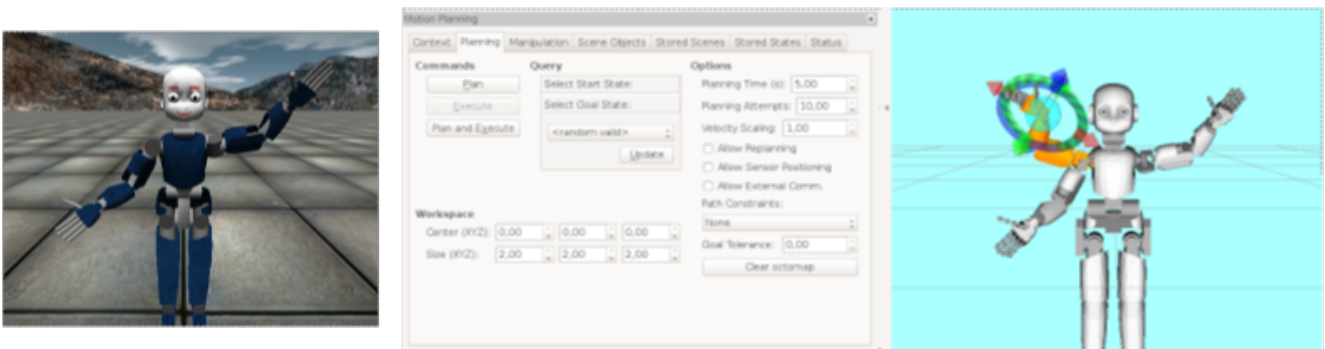 Motion Planning
Context Planning Manipulation Scene Objects Stored Scenes Stored States Status
Commands Query Options
Plan Select Start State: Planning Time (s): 5,00
Execute Select Goal State: Planning Attempts: 10,00
Plan and Execute <random valid> Velocity Scaling: 1,00
Update Allow Replanning
Allow Sensor Positioning
Allow External Comm.
Path Constraints:
Workspace None
Center (XYZ): 0,00 0,00 0,00 Goal Tolerance: 0,00
Size (XYZ): 2,00 2,00 2,00 Clear octomap